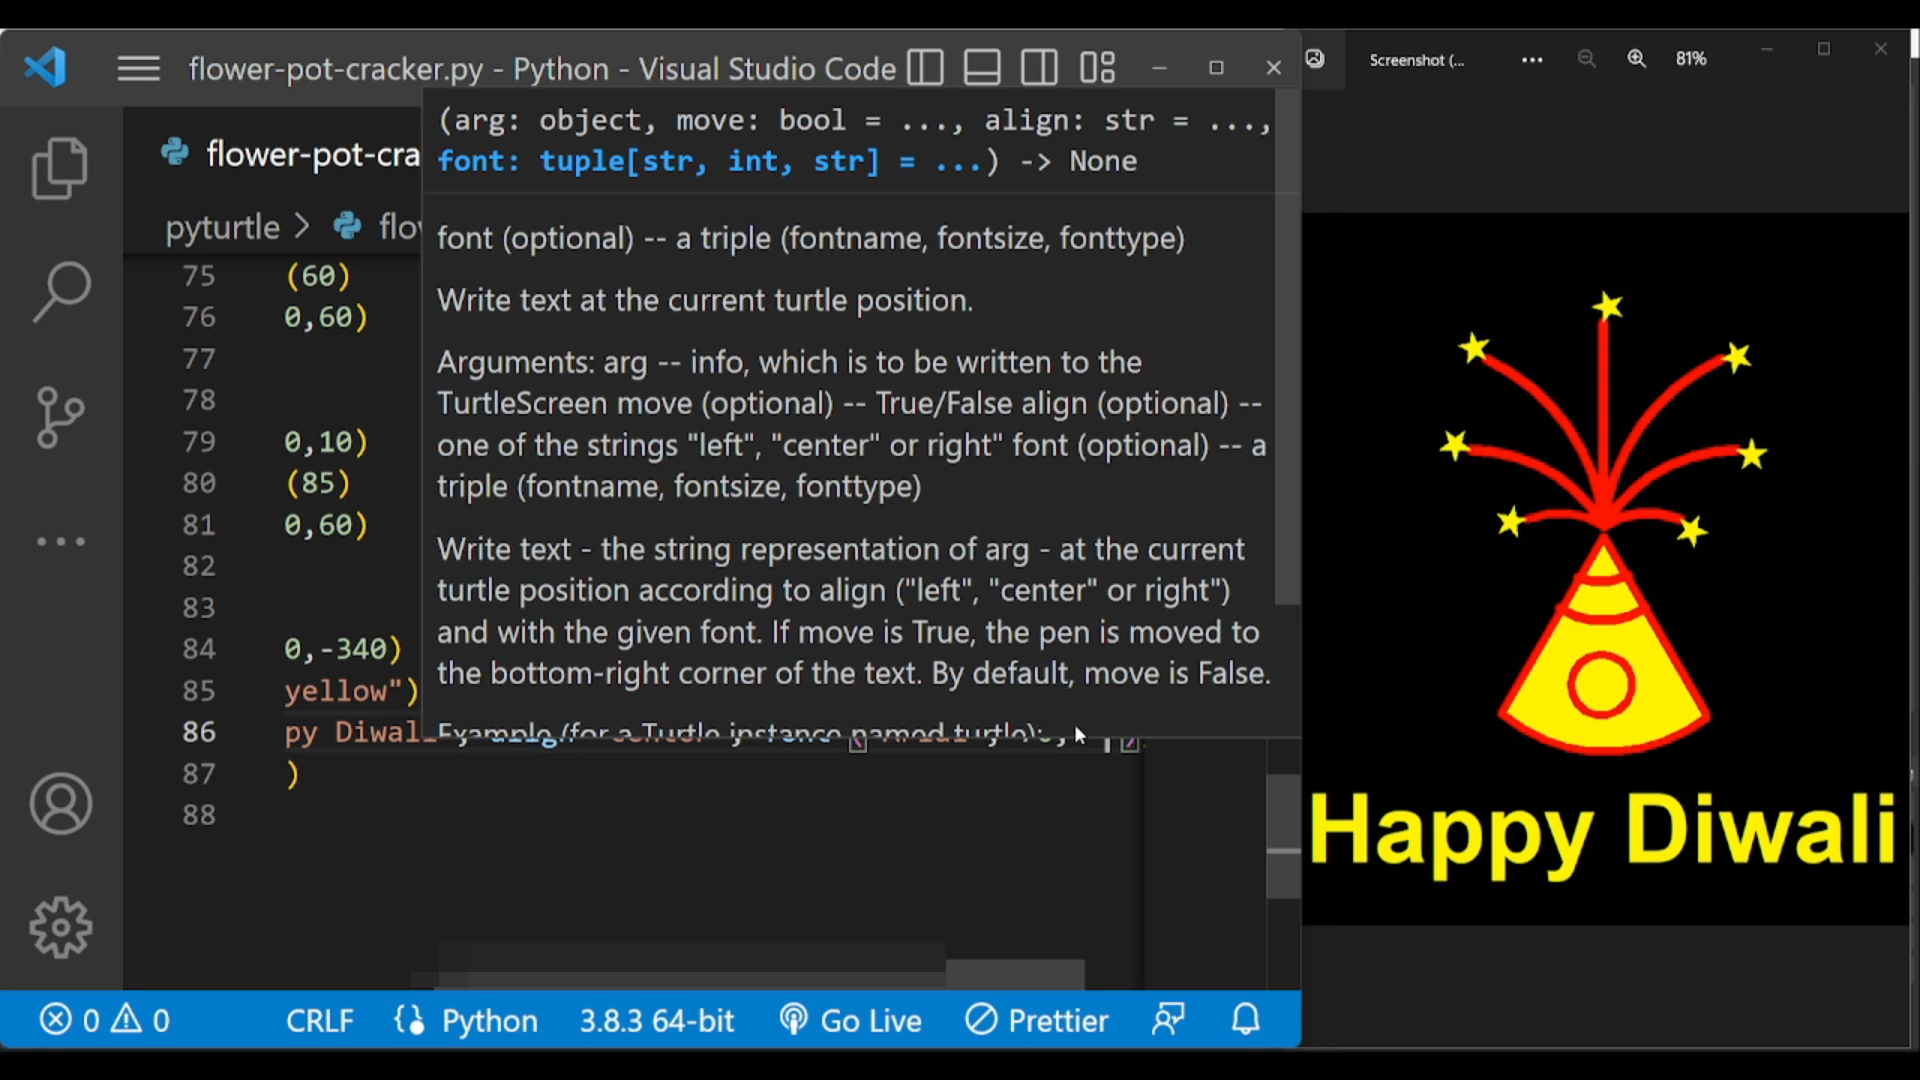 flower-pot-cracker.py - Python - Visual Studio Code
Screenshot (...
81%
(arg: object, move: bool = ..., align: str = ...,
font: tuple[str, int, str] = ...) -> None
flower-pot-cra
pyturtle > flo
font (optional) -- a triple (fontname, fontsize, fonttype)
Write text at the current turtle position.
Arguments: arg -- info, which is to be written to the
TurtleScreen move (optional) -- True/False align (optional) --
one of the strings "left", "center" or right" font (optional) -- a
triple (fontname, fontsize, fonttype)
Write text - the string representation of arg - at the current
turtle position according to align ("left", "center" or right")
and with the given font. If move is True, the pen is moved to
the bottom-right corner of the text. By default, move is False.
Example (for a Turtle instance named turtle):
75 (60)
76 0,60)
77
78
79 0,10)
80 (85)
81 0,60)
82
83
84 0,-340)
85 yellow")
86 py Diwal
87 )
88
Happy Diwali
0 0
CRLF
Python
3.8.3 64-bit
Go Live
Prettier